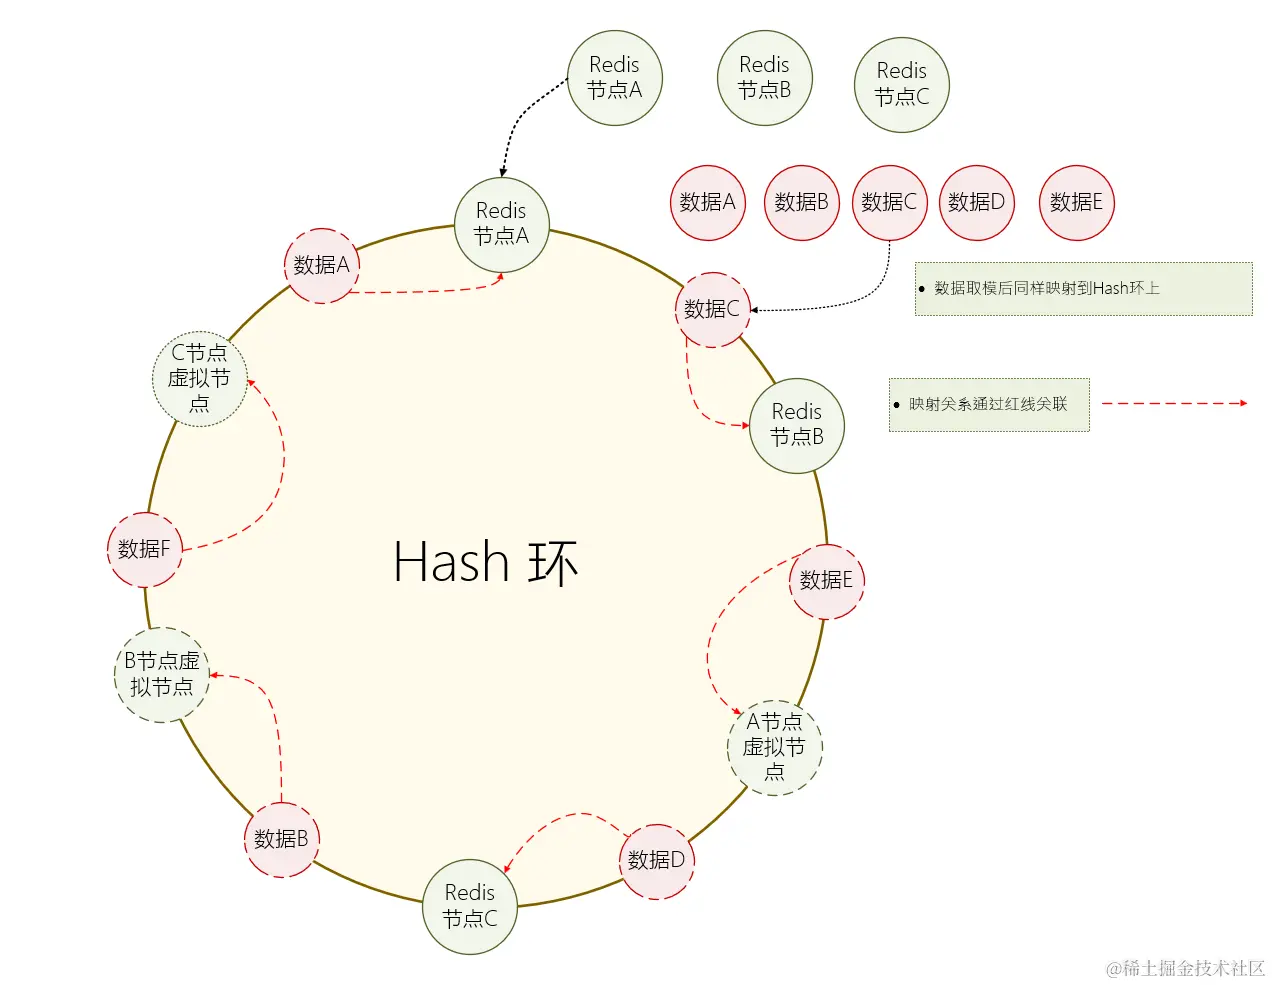 Redis
节点A
Redis
节点B
Redis
节点C
数据A
数据B
数据C
数据D
数据E
• 数据取模后同样映射到Hash环上
• 映射关系通过红线关联
Redis
节点A
数据A
数据C
C节点
虚拟节
点
Redis
节点B
Hash 环
数据F
数据E
B节点虚
拟节点
A节点
虚拟节
点
数据B
数据D
Redis
节点C
@稀土掘金技术社区